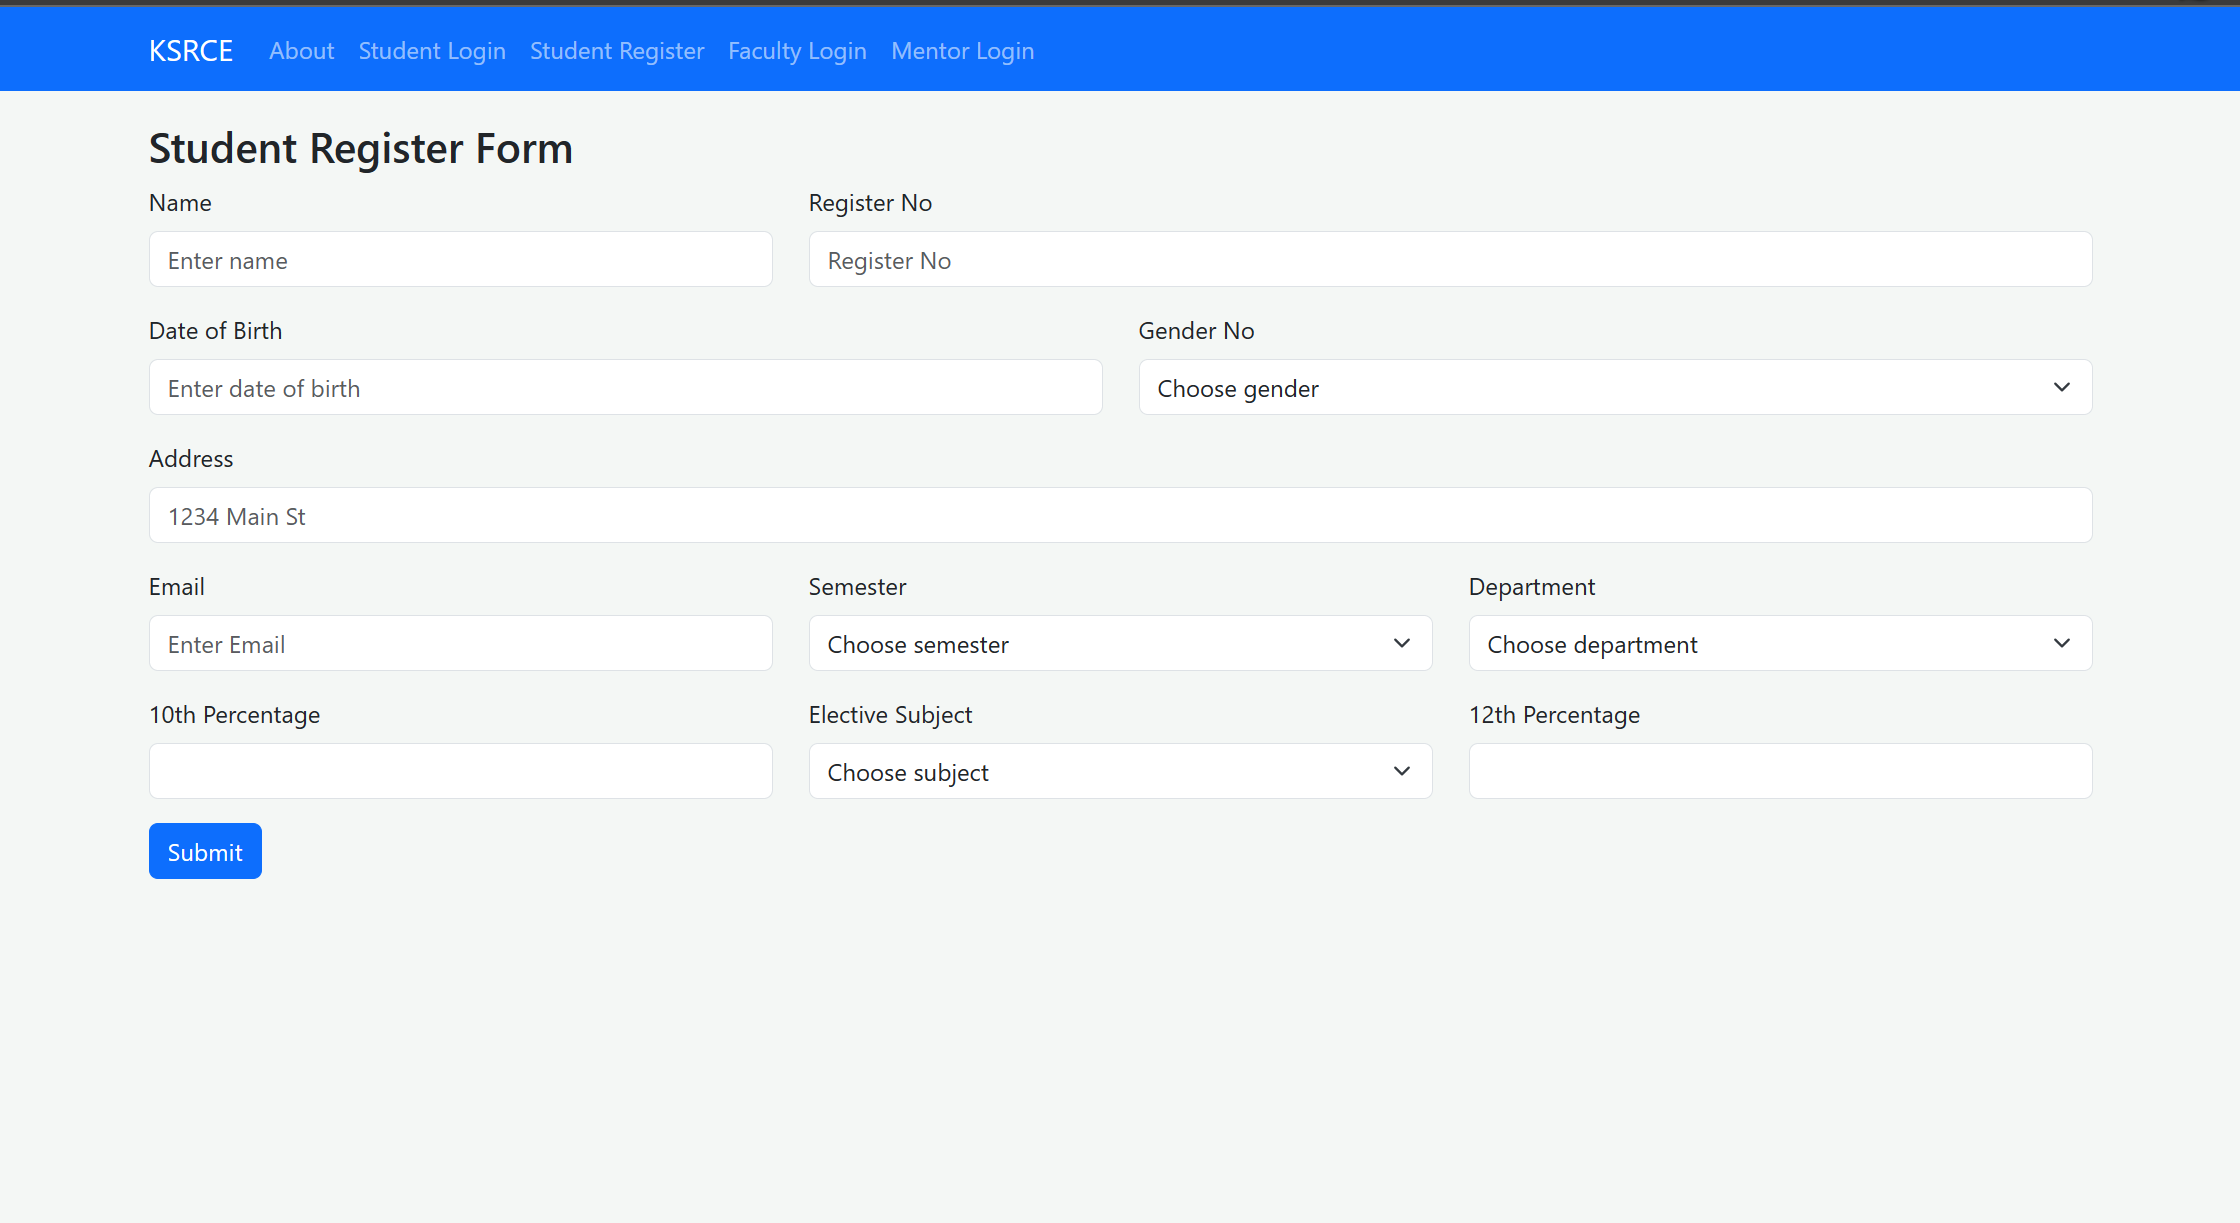 KSRCE About Student Login Student Register Faculty Login Mentor Login
Student Register Form
Name Register No
Enter name Register No
Date of Birth Gender No
Enter date of birth Choose gender
Address
1234 Main St
Email Semester Department
Enter Email Choose semester Choose department
10th Percentage Elective Subject 12th Percentage
Choose subject
Submit